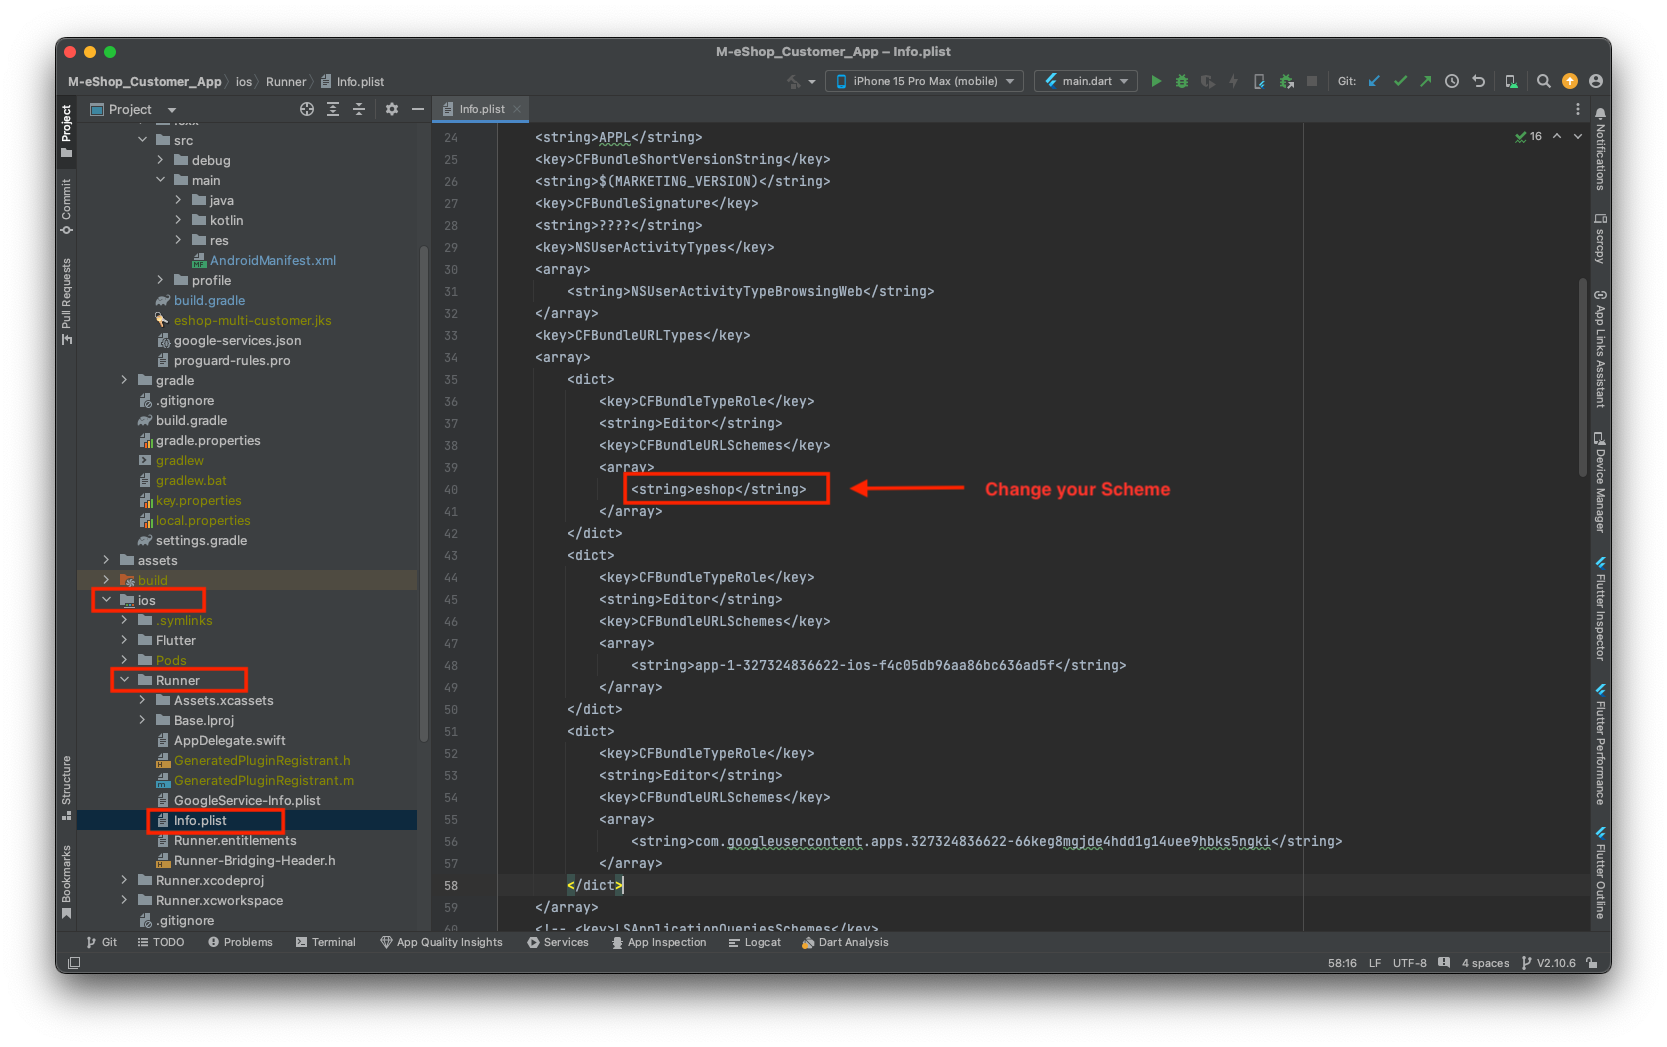 M-eShop_Customer_App – Info.plist
M-eShop_Customer_App ios Runner Info.plist
iPhone 15 Pro Max (mobile) main.dart Git:
Project
Info.plist
src
debug
main
java
kotlin
res
AndroidManifest.xml
profile
build.gradle
eshop-multi-customer.jks
google-services.json
proguard-rules.pro
gradle
.gitignore
build.gradle
gradle.properties
gradlew
gradlew.bat
key.properties
local.properties
settings.gradle
assets
build
ios
.symlinks
Flutter
Pods
Runner
Assets.xcassets
Base.lproj
AppDelegate.swift
GeneratedPluginRegistrant.h
GeneratedPluginRegistrant.m
GoogleService-Info.plist
Info.plist
Runner.entitlements
Runner-Bridging-Header.h
Runner.xcodeproj
Runner.xcworkspace
.gitignore
Project
Commit
Pull Requests
Structure
Bookmarks
16
24 <string>APPL</string>
25 <key>CFBundleShortVersionString</key>
26 <string>$(MARKETING_VERSION)</string>
27 <key>CFBundleSignature</key>
28 <string>????</string>
29 <key>NSUserActivityTypes</key>
30 <array>
31 <string>NSUserActivityTypeBrowsingWeb</string>
32 </array>
33 <key>CFBundleURLTypes</key>
34 <array>
35 <dict>
36 <key>CFBundleTypeRole</key>
37 <string>Editor</string>
38 <key>CFBundleURLSchemes</key>
39 <array>
40 <string>eshop</string>
Change your Scheme
41 </array>
42 </dict>
43 <dict>
44 <key>CFBundleTypeRole</key>
45 <string>Editor</string>
46 <key>CFBundleURLSchemes</key>
47 <array>
48 <string>app-1-327324836622-ios-f4c05db96aa86bc636ad5f</string>
49 </array>
50 </dict>
51 <dict>
52 <key>CFBundleTypeRole</key>
53 <string>Editor</string>
54 <key>CFBundleURLSchemes</key>
55 <array>
56 <string>com.googleusercontent.apps.327324836622-66keg8mgjde4hdd1g14uee9hbks5ngki</string>
57 </array>
58 </dict>
59 </array>
60 <!-- <key>LSApplicationQueriesSchemes</key>
Notifications
scrcpy
App Links Assistant
Device Manager
Flutter Inspector
Flutter Performance
Flutter Outline
Git TODO Problems Terminal App Quality Insights Services App Inspection Logcat Dart Analysis
58:16 LF UTF-8 4 spaces V2.10.6